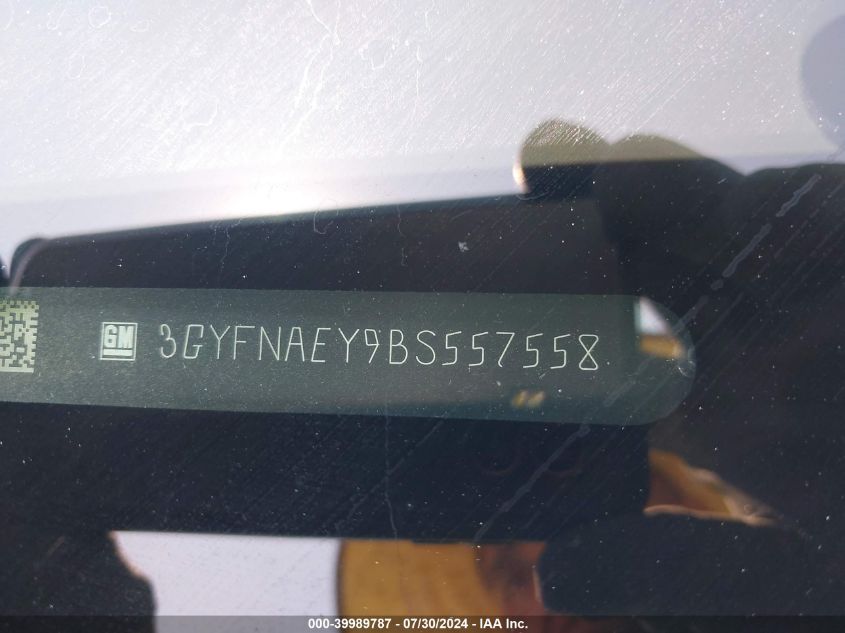 GM 3GYFNAEY9BS557558
000-39989787 / 07/30/2024 - IAA Inc.